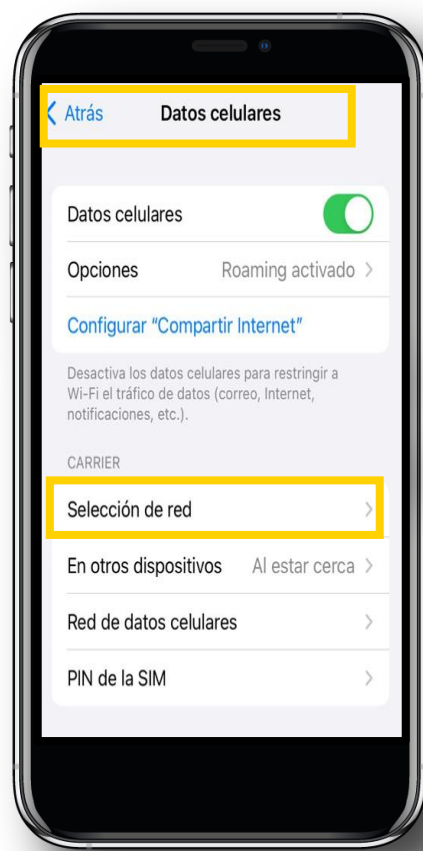 Atrás Datos celulares
Datos celulares
Opciones Roaming activado
Configurar “Compartir Internet”
Desactiva los datos celulares para restringir a
Wi-Fi el tráfico de datos (correo, Internet,
notificaciones, etc.).
CARRIER
Selección de red
En otros dispositivos Al estar cerca
Red de datos celulares
PIN de la SIM